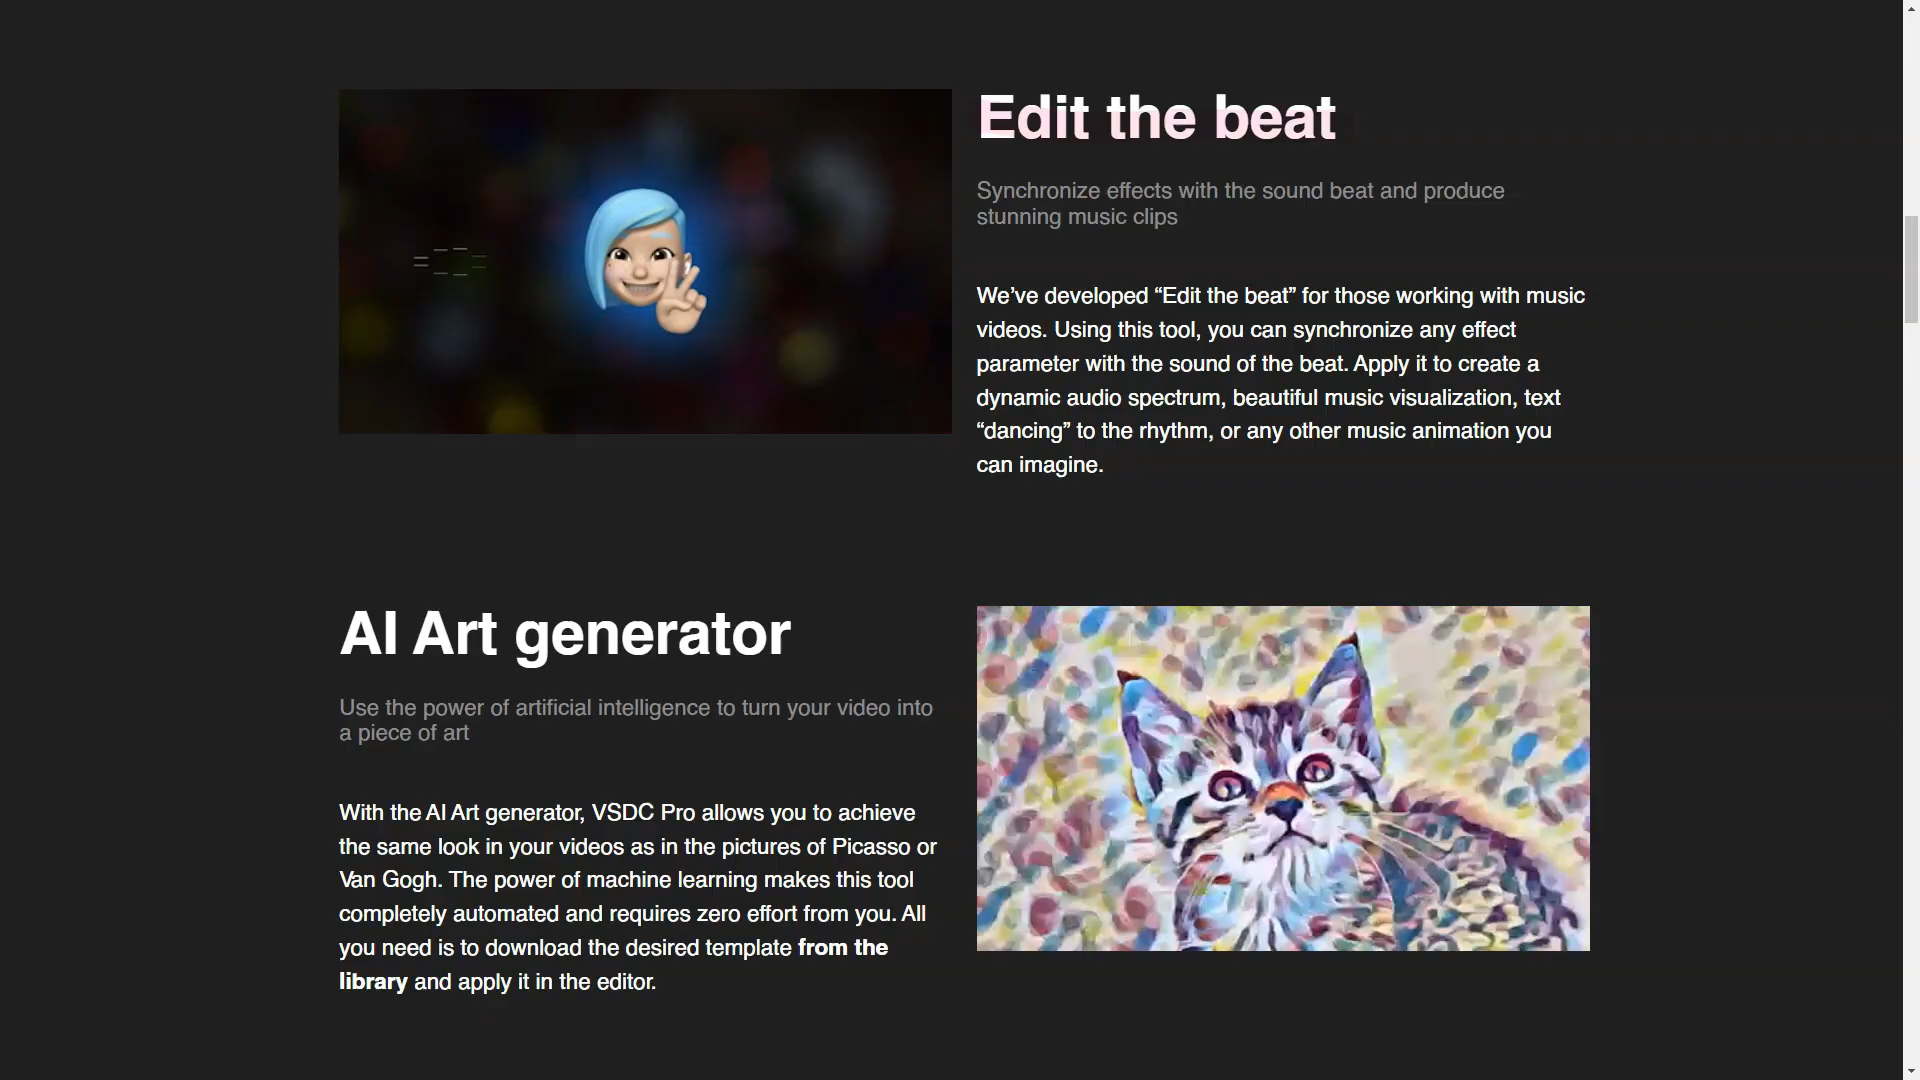 Edit the beat
Synchronize effects with the sound beat and produce
stunning music clips
We’ve developed “Edit the beat” for those working with music
videos. Using this tool, you can synchronize any effect
parameter with the sound of the beat. Apply it to create a
dynamic audio spectrum, beautiful music visualization, text
“dancing” to the rhythm, or any other music animation you
can imagine.
AI Art generator
Use the power of artificial intelligence to turn your video into
a piece of art
With the AI Art generator, VSDC Pro allows you to achieve
the same look in your videos as in the pictures of Picasso or
Van Gogh. The power of machine learning makes this tool
completely automated and requires zero effort from you. All
you need is to download the desired template from the
library and apply it in the editor.